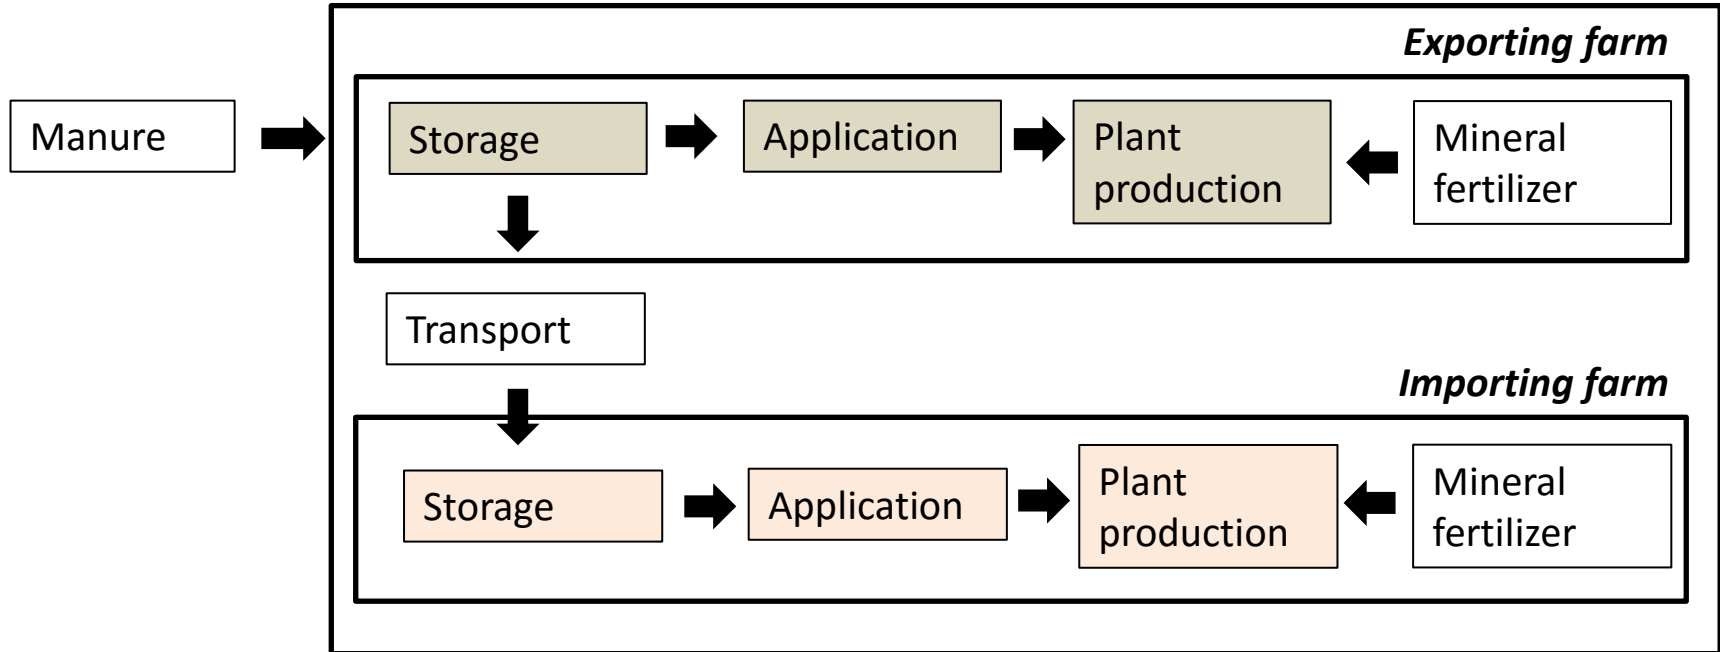 Exporting farm
Manure
Storage
Application
Plant
production
Mineral
fertilizer
Transport
Importing farm
Storage
Application
Plant
production
Mineral
fertilizer